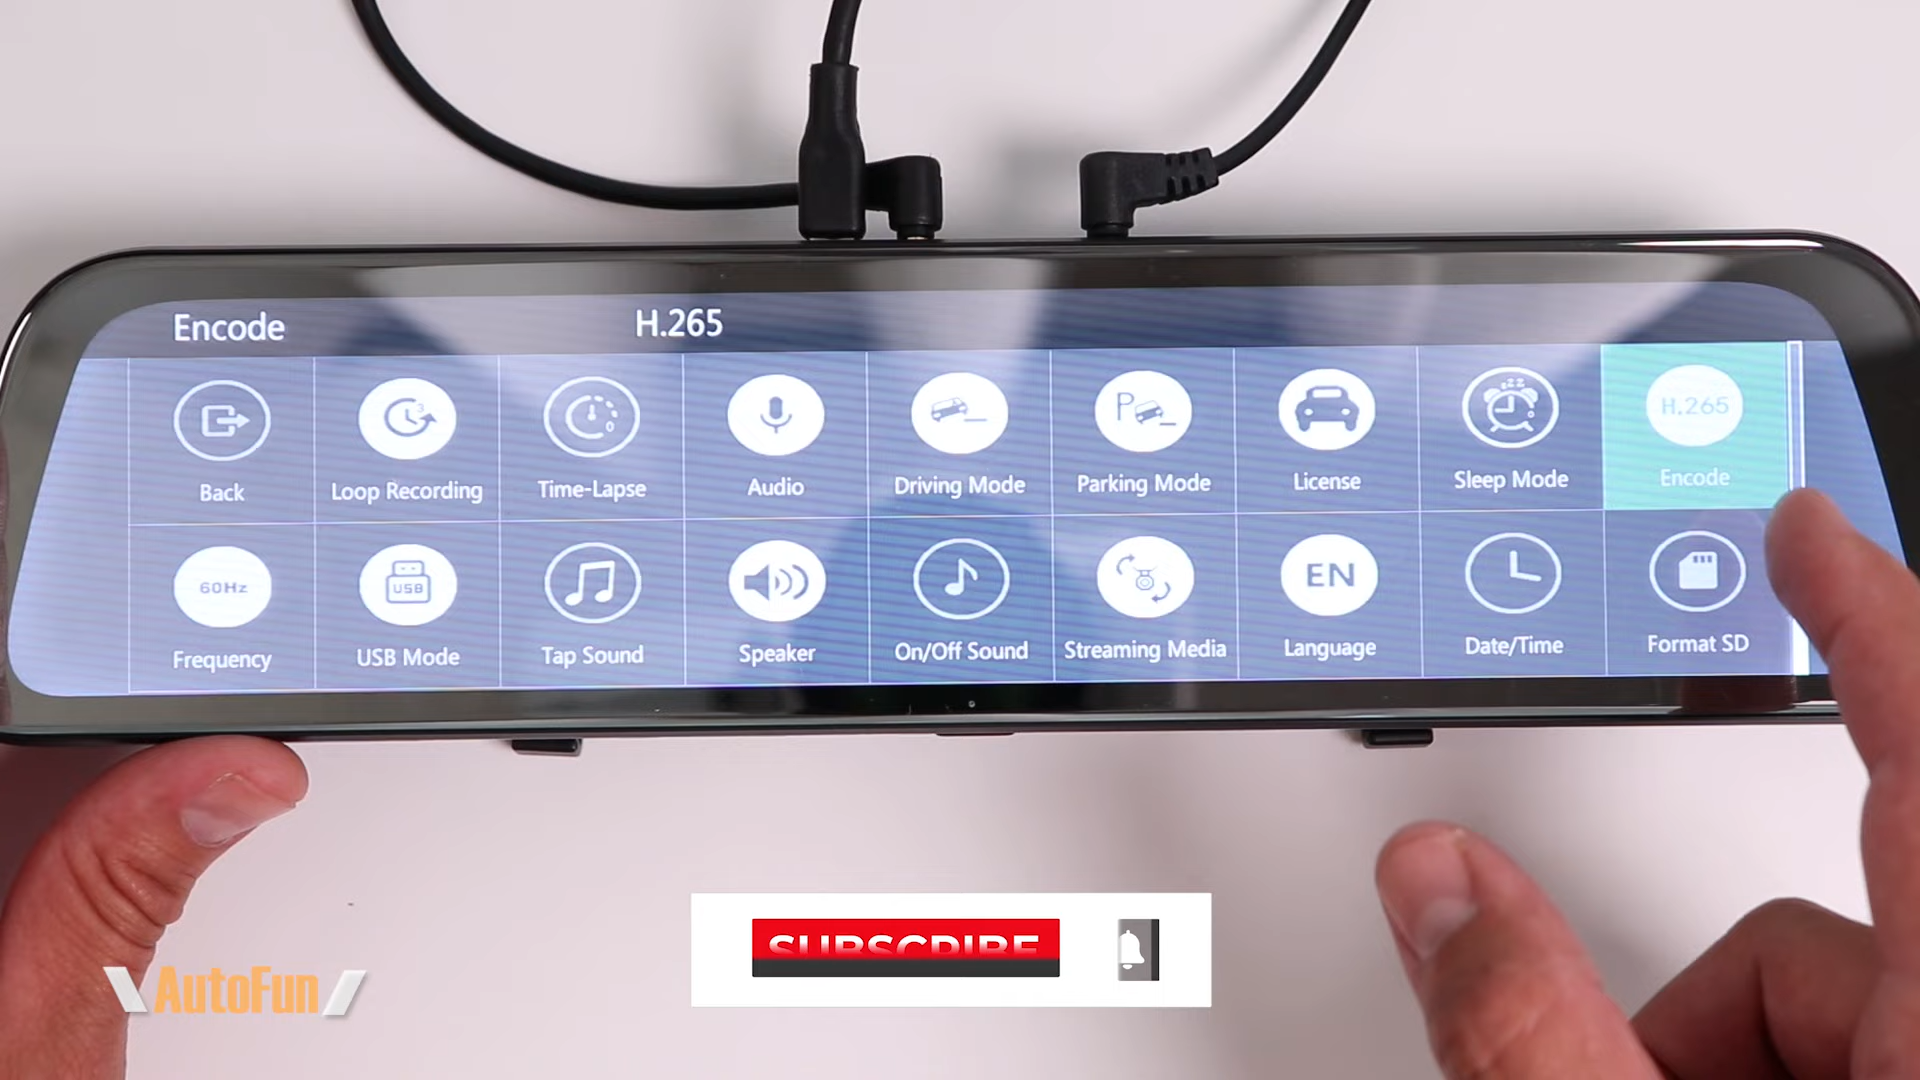 Encode H.265
H.265
Back Loop Recording Time-Lapse Audio Driving Mode Parking Mode License Sleep Mode Encode
60Hz USB EN
Frequency USB Mode Tap Sound Speaker On/Off Sound Streaming Media Language Date/Time Format SD
SUBSCRIBE
AutoFun